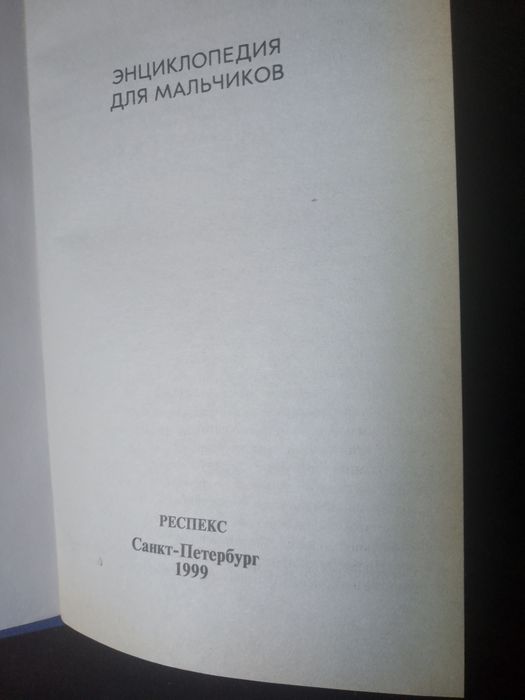 ЭНЦИКЛОПЕДИЯ
ДЛЯ МАЛЬЧИКОВ
РЕСПЕКС
Санкт-Петербург
1999